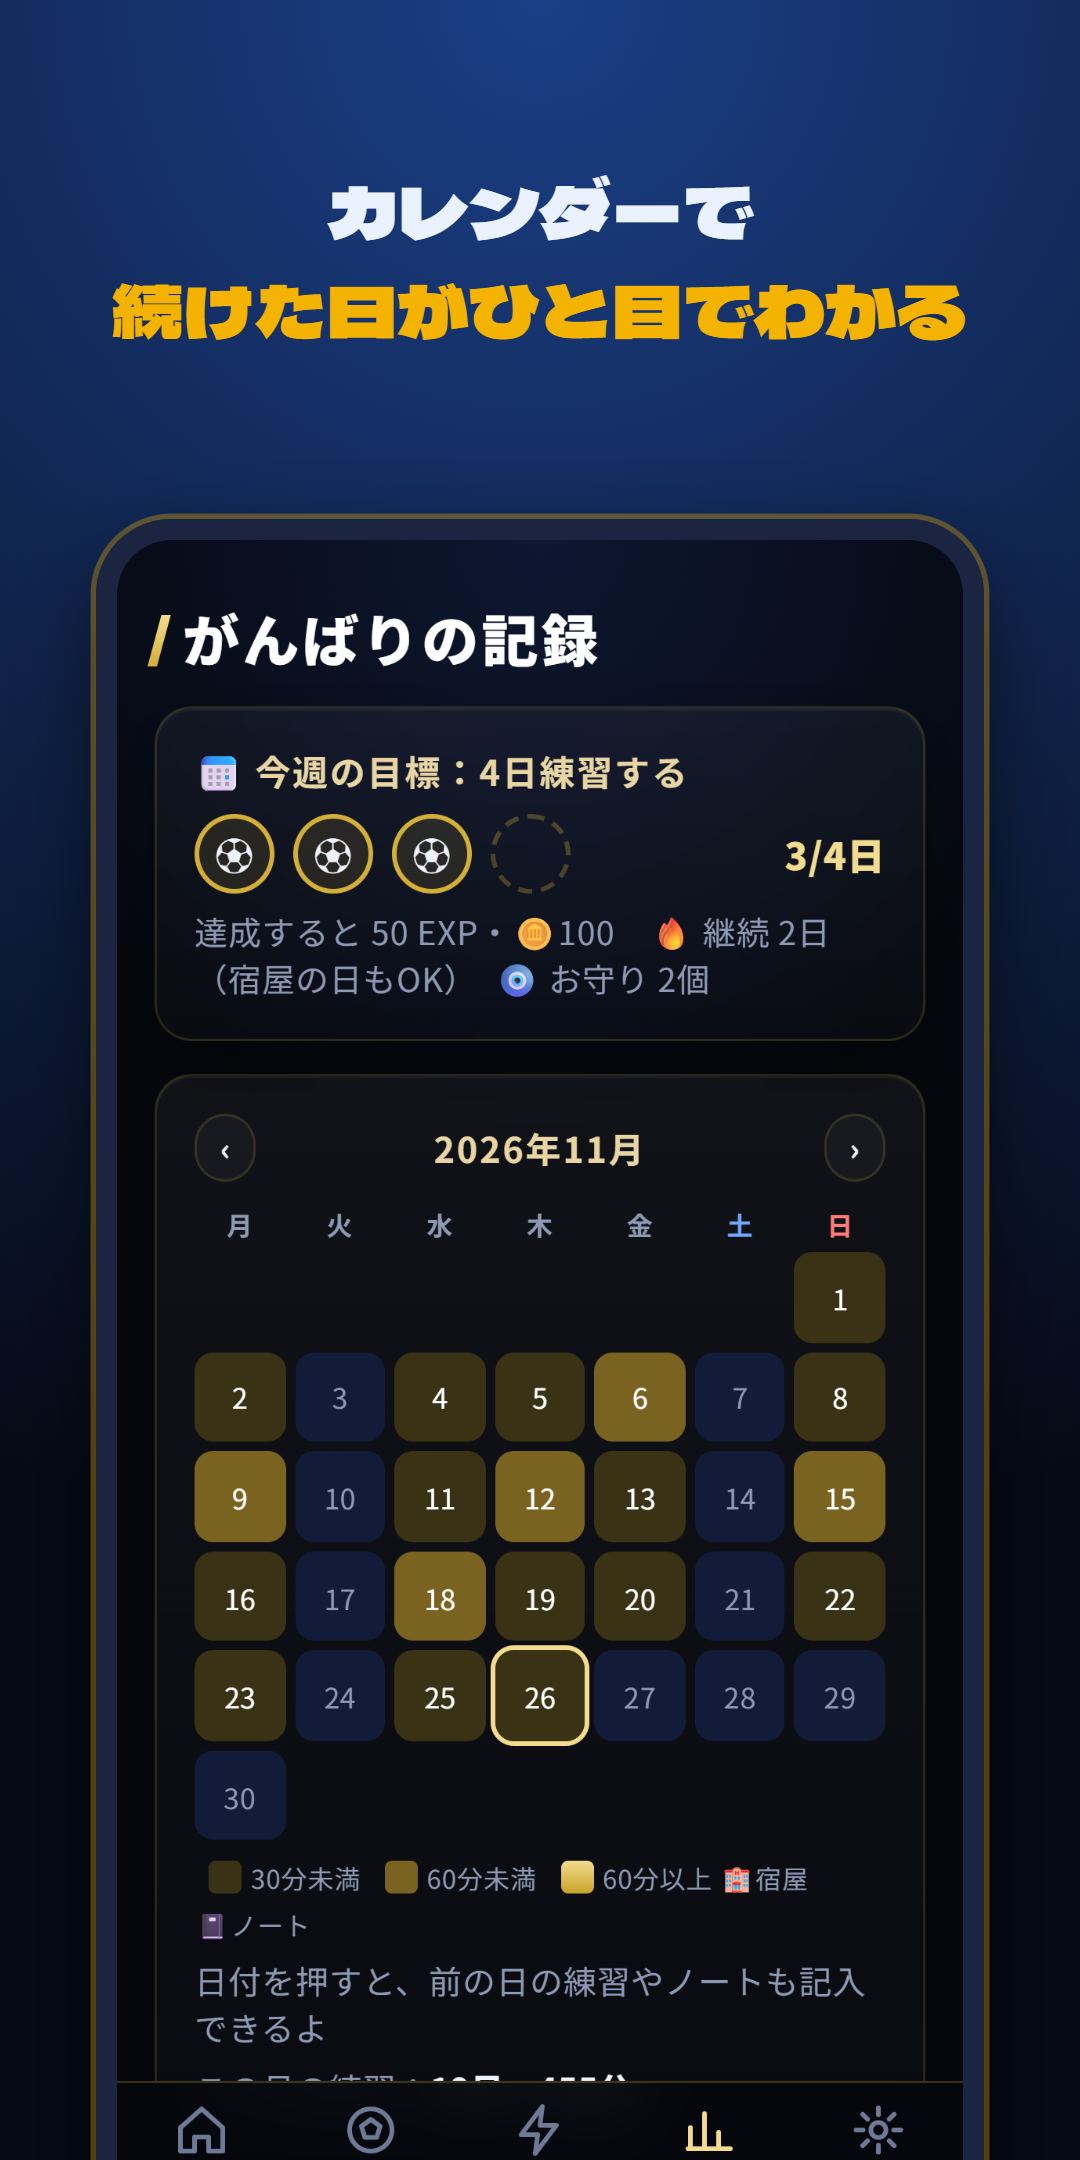 カレンダーで
続けた日がひと目でわかる
がんばりの記録
今週の目標：4日練習する
3/4日
達成すると 50 EXP・100 継続 2日
（宿屋の日もOK） お守り 2個
‹ 2026年11月 ›
月 火 水 木 金 土 日
1
2 3 4 5 6 7 8
9 10 11 12 13 14 15
16 17 18 19 20 21 22
23 24 25 26 27 28 29
30
30分未満 60分未満 60分以上 宿屋
ノート
日付を押すと、前の日の練習やノートも記入
できるよ